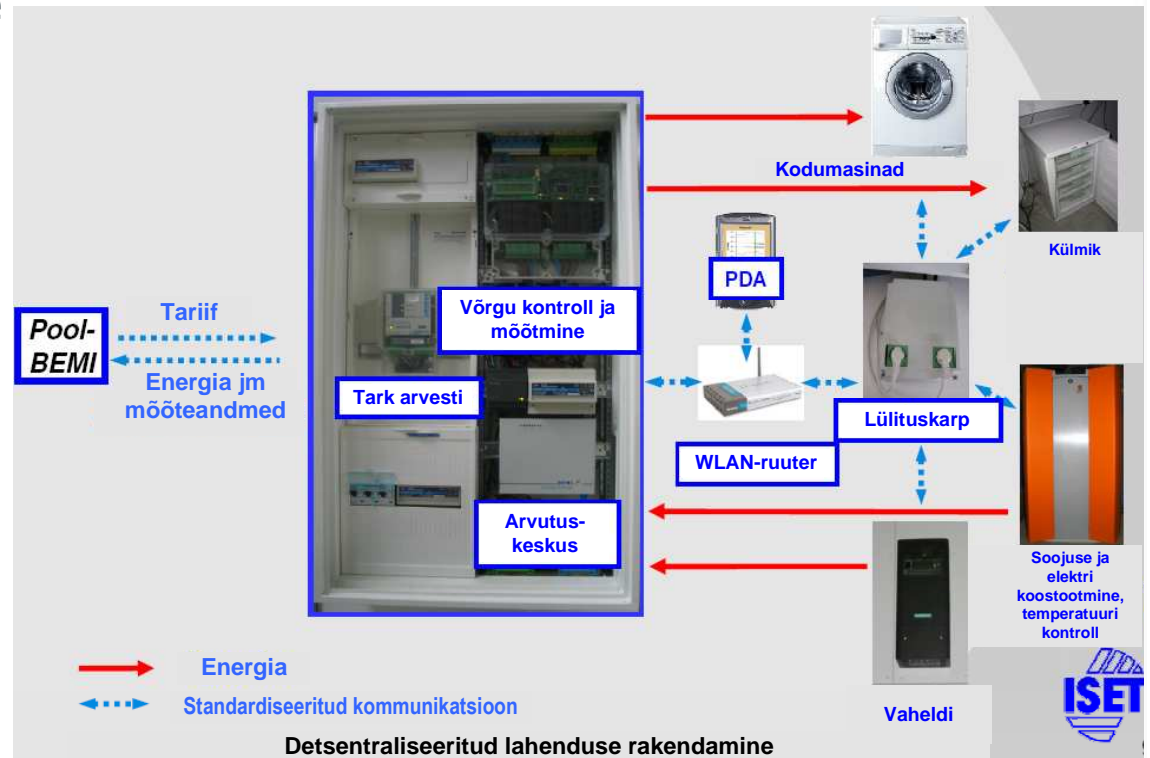 Kodumasinad
Külmik
PDA
Võrgu kontroll ja
mõõtmine
Pool-
BEMI
Tariif
Energia jm
mõõteandmed
Tark arvesti
Lülituskarp
WLAN-ruuter
Arvutus-
keskus
Soojuse ja
elektri
koostootmine,
temperatuuri
kontroll
Energia
Standardiseeritud kommunikatsioon
Vaheldi
ISET
Detsentraliseeritud lahenduse rakendamine